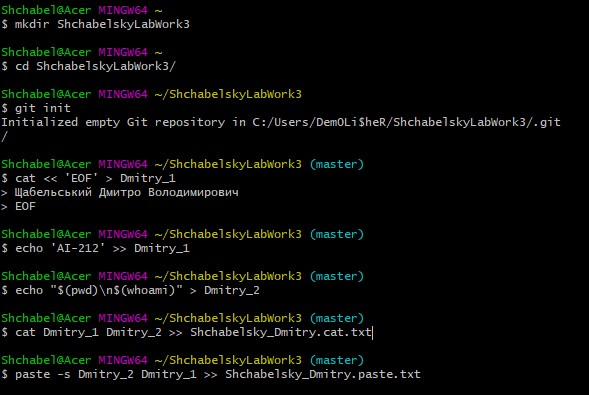 Shchabel@Acer MINGW64 ~
$ mkdir ShchabelskyLabWork3
Shchabel@Acer MINGW64 ~
$ cd ShchabelskyLabWork3/
Shchabel@Acer MINGW64 ~/ShchabelskyLabWork3
$ git init
Initialized empty Git repository in C:/Users/DemOLi$heR/ShchabelskyLabWork3/.git
/
Shchabel@Acer MINGW64 ~/ShchabelskyLabWork3 (master)
$ cat << 'EOF' > Dmitry_1
> Щабельський Дмитро Володимирович
> EOF
Shchabel@Acer MINGW64 ~/ShchabelskyLabWork3 (master)
$ echo 'AI-212' >> Dmitry_1
Shchabel@Acer MINGW64 ~/ShchabelskyLabWork3 (master)
$ echo "$(pwd)\n$(whoami)" > Dmitry_2
Shchabel@Acer MINGW64 ~/ShchabelskyLabWork3 (master)
$ cat Dmitry_1 Dmitry_2 >> Shchabelsky_Dmitry.cat.txt
Shchabel@Acer MINGW64 ~/ShchabelskyLabWork3 (master)
$ paste -s Dmitry_2 Dmitry_1 >> Shchabelsky_Dmitry.paste.txt